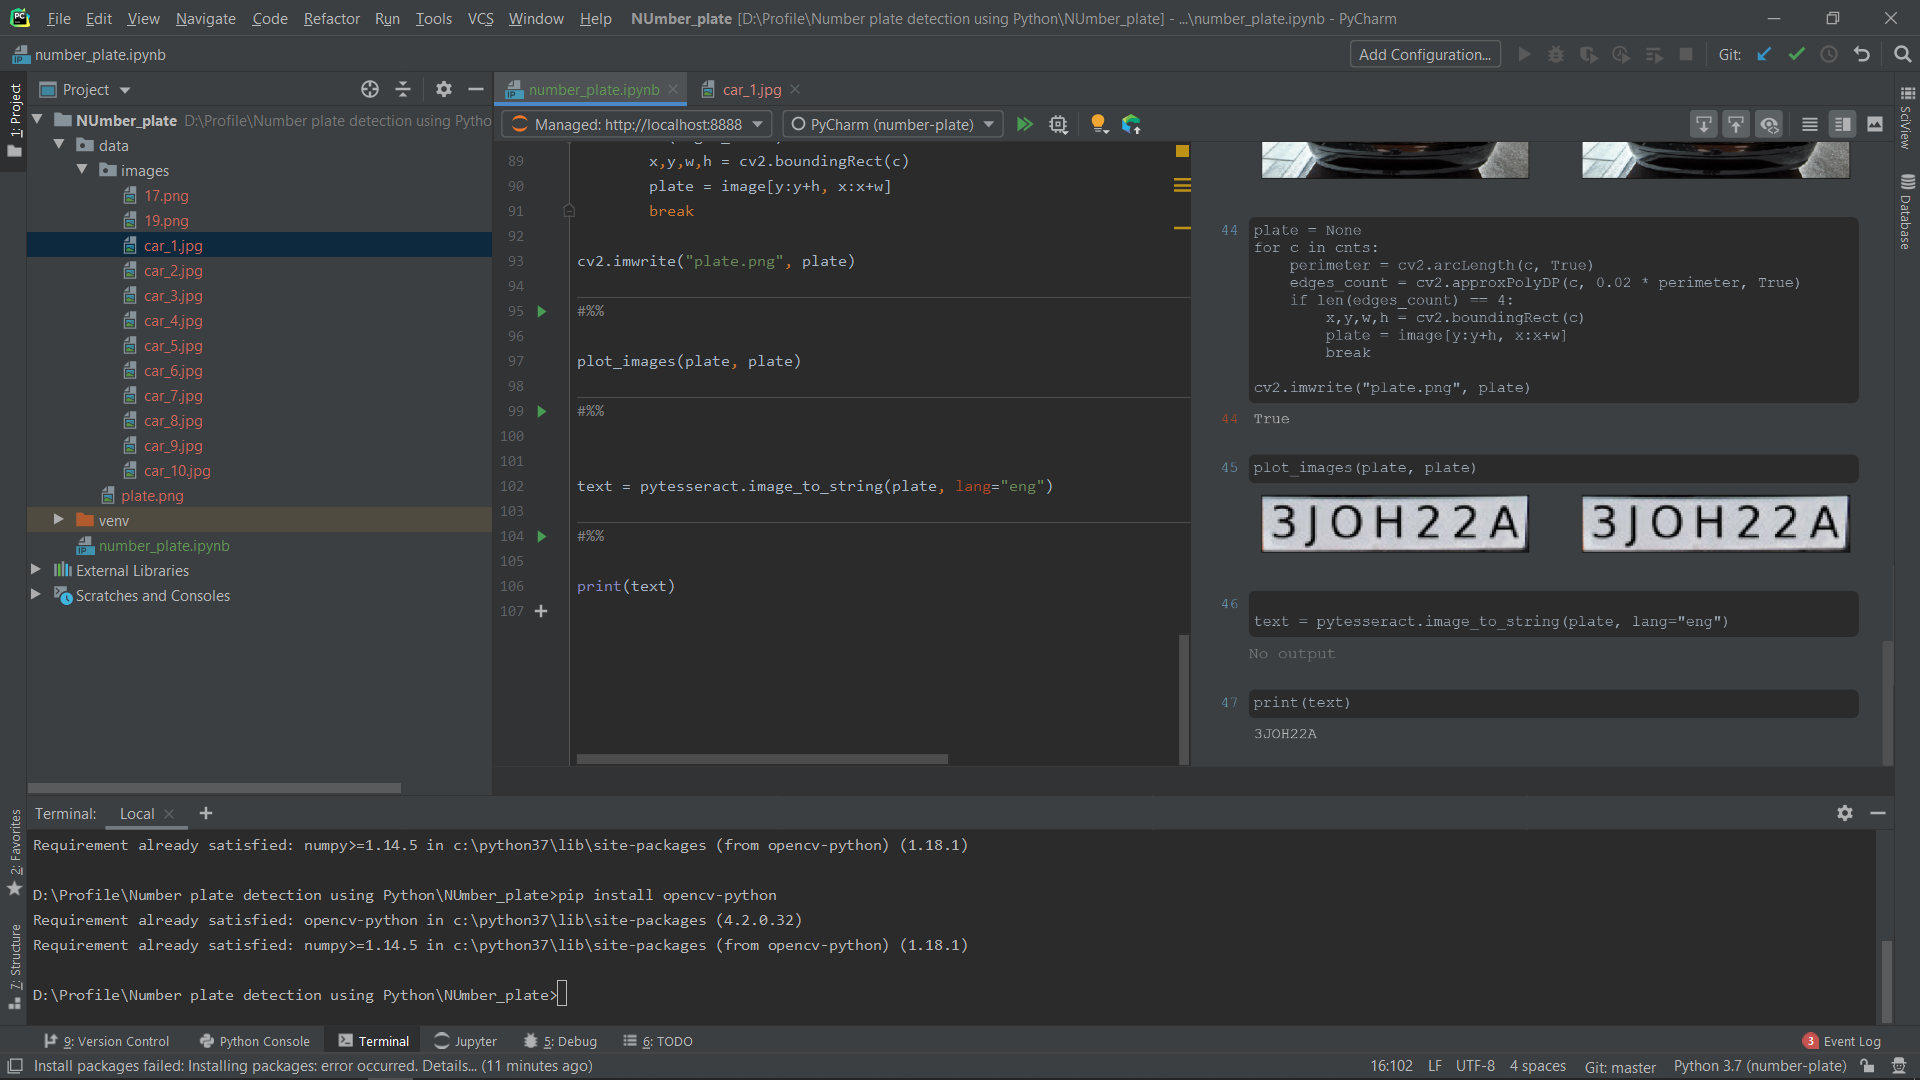 File Edit View Navigate Code Refactor Run Tools VCS Window Help NUmber_plate [D:\Profile\Number plate detection using Python\NUmber_plate] - ...\number_plate.ipynb - PyCharm
number_plate.ipynb
Add Configuration...
Git:
1: Project
Project
NUmber_plate D:\Profile\Number plate detection using Pytho
data
images
17.png
19.png
car_1.jpg
car_2.jpg
car_3.jpg
car_4.jpg
car_5.jpg
car_6.jpg
car_7.jpg
car_8.jpg
car_9.jpg
car_10.jpg
plate.png
venv
number_plate.ipynb
External Libraries
Scratches and Consoles
number_plate.ipynb
car_1.jpg
Managed: http://localhost:8888
PyCharm (number-plate)
89 x,y,w,h = cv2.boundingRect(c)
90 plate = image[y:y+h, x:x+w]
91 break
92
93 cv2.imwrite("plate.png", plate)
94
95 #%%
96
97 plot_images(plate, plate)
98
99 #%%
100
101
102 text = pytesseract.image_to_string(plate, lang="eng")
103
104 #%%
105
106 print(text)
107
44 plate = None
for c in cnts:
perimeter = cv2.arcLength(c, True)
edges_count = cv2.approxPolyDP(c, 0.02 * perimeter, True)
if len(edges_count) == 4:
x,y,w,h = cv2.boundingRect(c)
plate = image[y:y+h, x:x+w]
break
cv2.imwrite("plate.png", plate)
44 True
45 plot_images(plate, plate)
3JOH22A 3JOH22A
46
text = pytesseract.image_to_string(plate, lang="eng")
No output
47 print(text)
3JOH22A
SciView
Database
2: Favorites
7: Structure
Terminal: Local
Requirement already satisfied: numpy>=1.14.5 in c:\python37\lib\site-packages (from opencv-python) (1.18.1)
D:\Profile\Number plate detection using Python\NUmber_plate>pip install opencv-python
Requirement already satisfied: opencv-python in c:\python37\lib\site-packages (4.2.0.32)
Requirement already satisfied: numpy>=1.14.5 in c:\python37\lib\site-packages (from opencv-python) (1.18.1)
D:\Profile\Number plate detection using Python\NUmber_plate>
9: Version Control Python Console Terminal Jupyter 5: Debug 6: TODO
3 Event Log
Install packages failed: Installing packages: error occurred. Details... (11 minutes ago)
16:102 LF UTF-8 4 spaces Git: master Python 3.7 (number-plate)